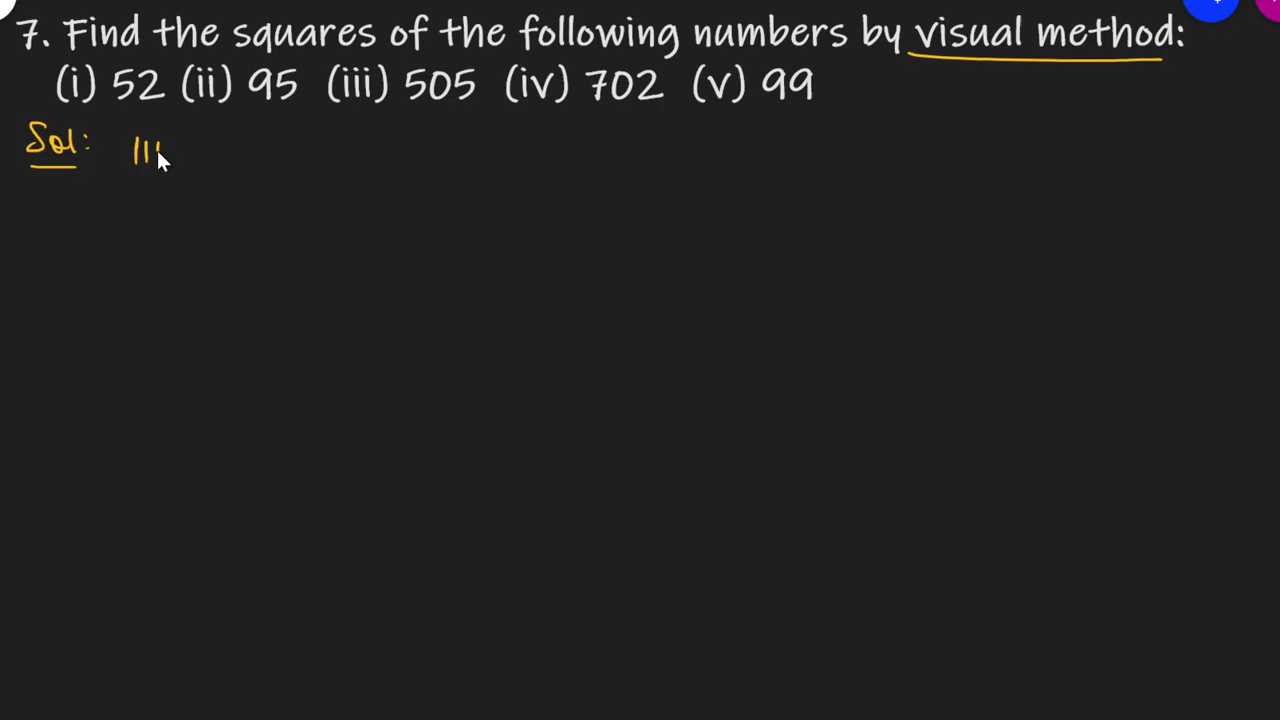 7. Find the squares of the following numbers by visual method:
(i) 52 (ii) 95 (iii) 505 (iv) 702 (v) 99
Sol: